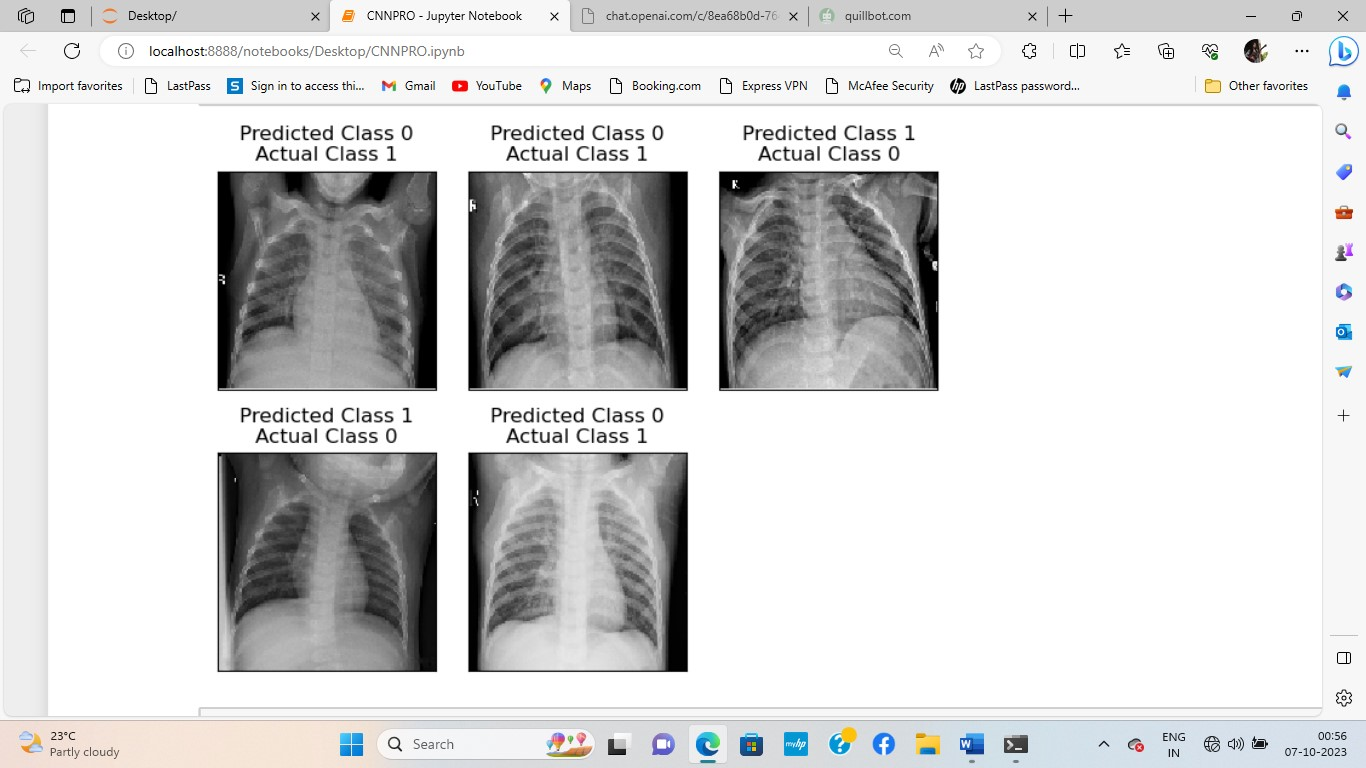 Desktop/
CNNPRO - Jupyter Notebook
chat.openai.com/c/8ea68b0d-76
quillbot.com
localhost:8888/notebooks/Desktop/CNNPRO.ipynb
Import favorites
LastPass
Sign in to access thi...
Gmail
YouTube
Maps
Booking.com
Express VPN
McAfee Security
LastPass password...
Other favorites
Predicted Class 0
Actual Class 1
Predicted Class 0
Actual Class 1
Predicted Class 1
Actual Class 0
Predicted Class 1
Actual Class 0
Predicted Class 0
Actual Class 1
23°C
Partly cloudy
Search
ENG
IN
00:56
07-10-2023